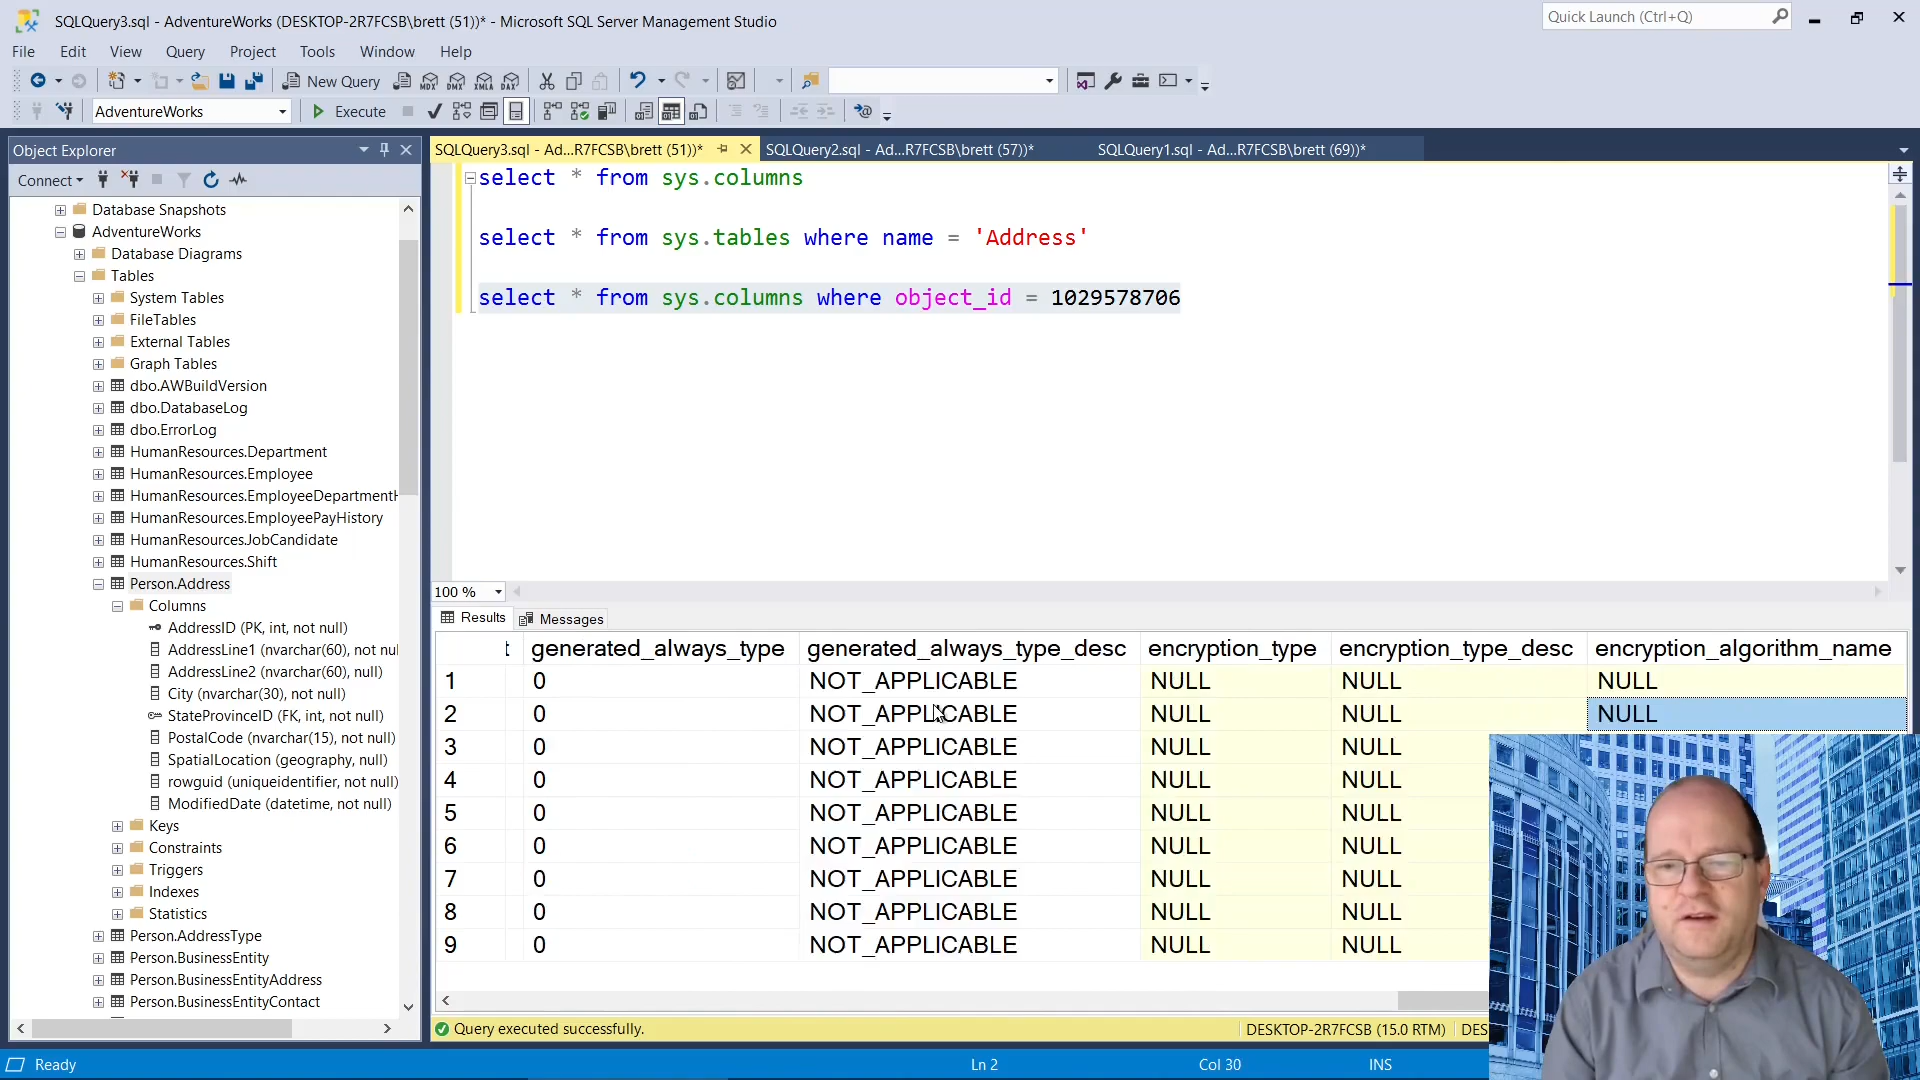 SQLQuery3.sql - AdventureWorks (DESKTOP-2R7FCSB\brett (51))* - Microsoft SQL Server Management Studio
Quick Launch (Ctrl+Q)
File Edit View Query Project Tools Window Help
New Query MDX DMX XMLA DAX
AdventureWorks Execute
Object Explorer
Connect
Database Snapshots
AdventureWorks
Database Diagrams
Tables
System Tables
FileTables
External Tables
Graph Tables
dbo.AWBuildVersion
dbo.DatabaseLog
dbo.ErrorLog
HumanResources.Department
HumanResources.Employee
HumanResources.EmployeeDepartmentH
HumanResources.EmployeePayHistory
HumanResources.JobCandidate
HumanResources.Shift
Person.Address
Columns
AddressID (PK, int, not null)
AddressLine1 (nvarchar(60), not nul
AddressLine2 (nvarchar(60), null)
City (nvarchar(30), not null)
StateProvinceID (FK, int, not null)
PostalCode (nvarchar(15), not null)
SpatialLocation (geography, null)
rowguid (uniqueidentifier, not null)
ModifiedDate (datetime, not null)
Keys
Constraints
Triggers
Indexes
Statistics
Person.AddressType
Person.BusinessEntity
Person.BusinessEntityAddress
Person.BusinessEntityContact
SQLQuery3.sql - Ad...R7FCSB\brett (51))* SQLQuery2.sql - Ad...R7FCSB\brett (57))* SQLQuery1.sql - Ad...R7FCSB\brett (69))*
select * from sys.columns
select * from sys.tables where name = 'Address'
select * from sys.columns where object_id = 1029578706
100 %
Results Messages
t generated_always_type generated_always_type_desc encryption_type encryption_type_desc encryption_algorithm_name
1 0 NOT_APPLICABLE NULL NULL NULL
2 0 NOT_APPLICABLE NULL NULL NULL
3 0 NOT_APPLICABLE NULL NULL
4 0 NOT_APPLICABLE NULL NULL
5 0 NOT_APPLICABLE NULL NULL
6 0 NOT_APPLICABLE NULL NULL
7 0 NOT_APPLICABLE NULL NULL
8 0 NOT_APPLICABLE NULL NULL
9 0 NOT_APPLICABLE NULL NULL
Query executed successfully. DESKTOP-2R7FCSB (15.0 RTM) DES
Ready Ln 2 Col 30 INS